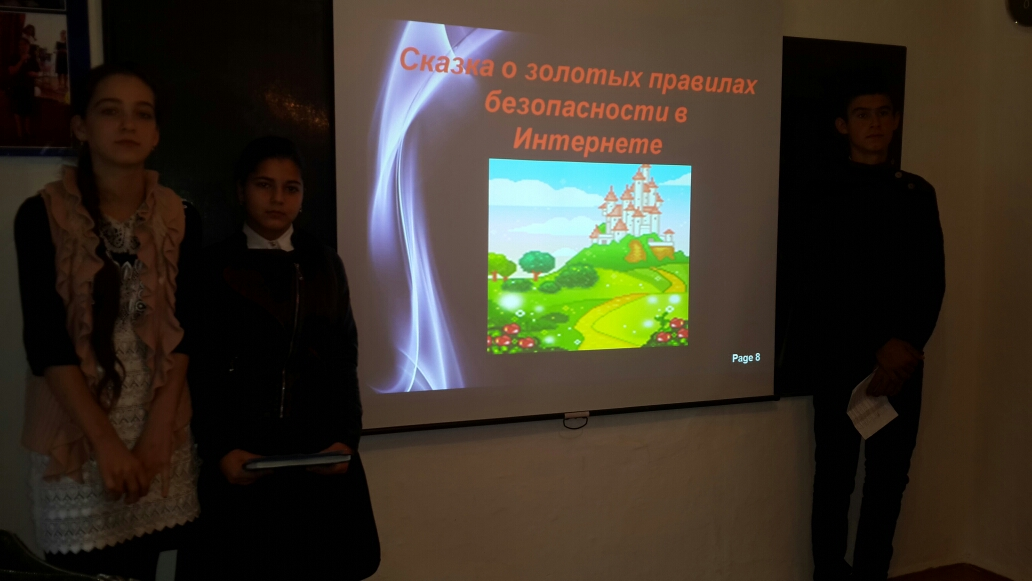 Сказка о золотых правилах
безопасности в
Интернете
Page 8